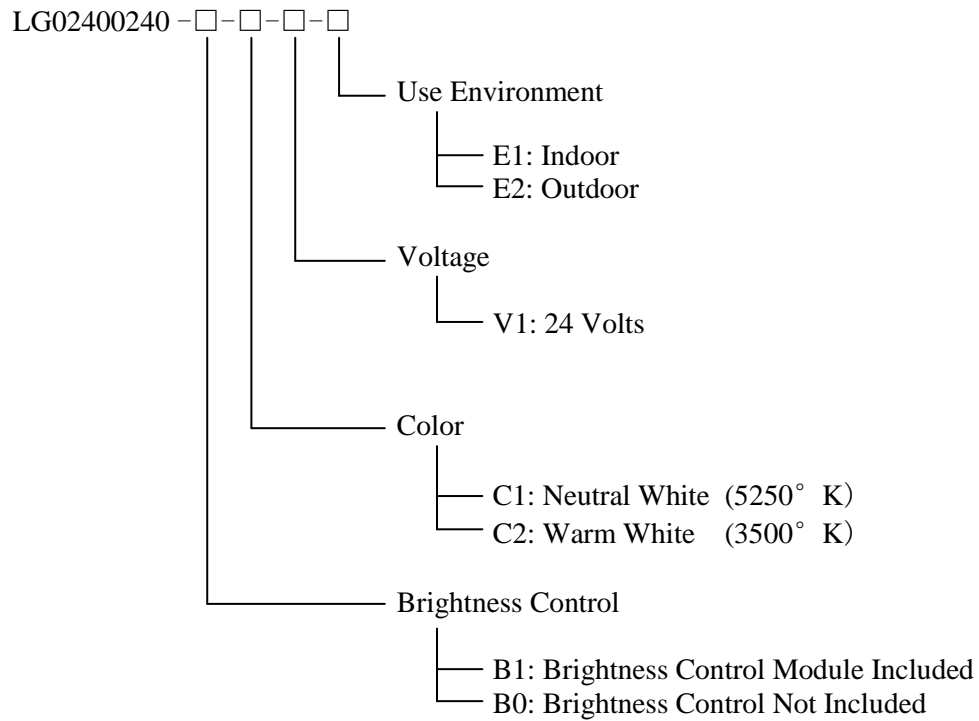 LG02400240 -□-□-□-□
Use Environment
E1: Indoor
E2: Outdoor
Voltage
V1: 24 Volts
Color
C1: Neutral White (5250° K)
C2: Warm White (3500° K)
Brightness Control
B1: Brightness Control Module Included
B0: Brightness Control Not Included